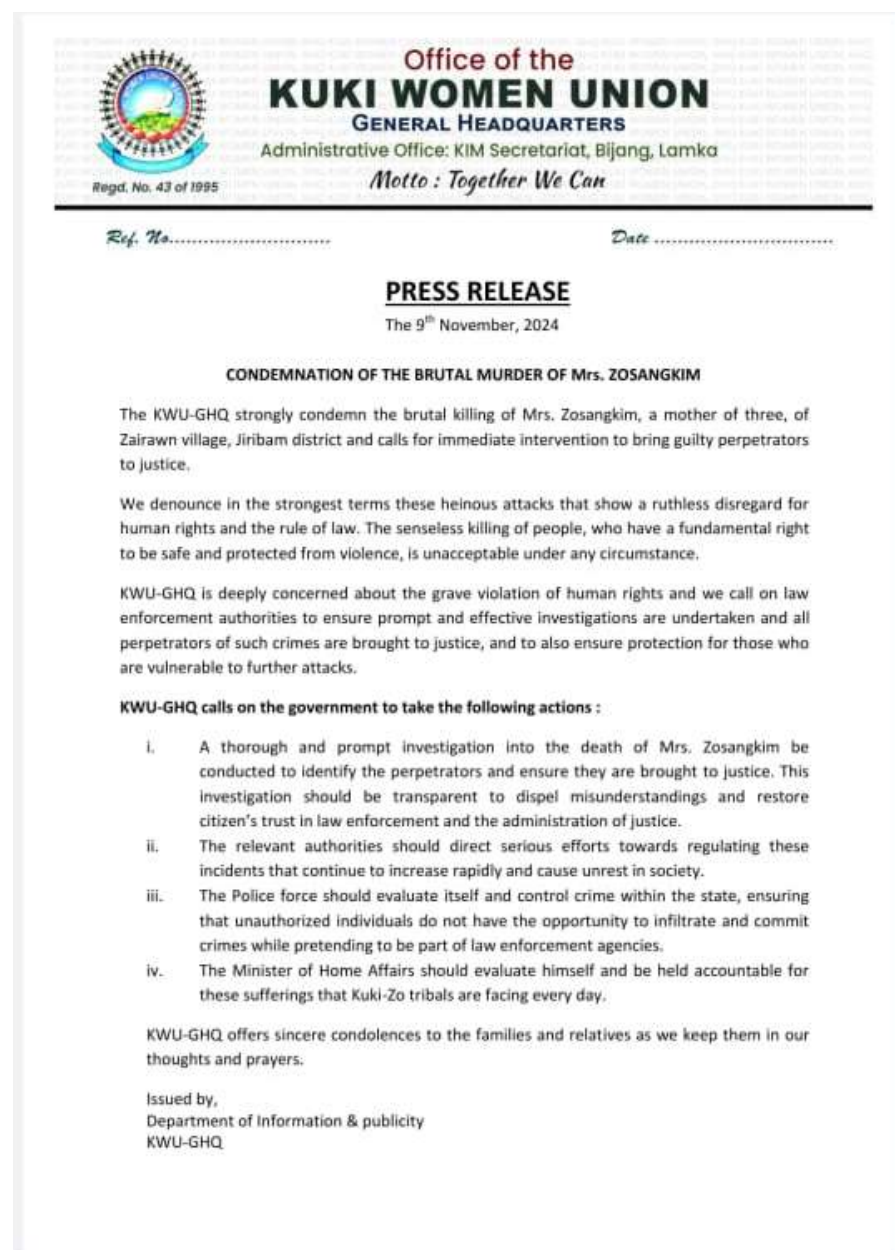 Office of the
KUKI WOMEN UNION
GENERAL HEADQUARTERS
Administrative Office: KIM Secretariat, Bijang, Lamka
Motto : Together We Can
Regd. No. 43 of 1995
Ref. No............................
Date ...............................
PRESS RELEASE
The 9th November, 2024
CONDEMNATION OF THE BRUTAL MURDER OF Mrs. ZOSANGKIM
The KWU-GHQ strongly condemn the brutal killing of Mrs. Zosangkim, a mother of three, of
Zairawn village, Jiribam district and calls for immediate intervention to bring guilty perpetrators
to justice.
We denounce in the strongest terms these heinous attacks that show a ruthless disregard for
human rights and the rule of law. The senseless killing of people, who have a fundamental right
to be safe and protected from violence, is unacceptable under any circumstance.
KWU-GHQ is deeply concerned about the grave violation of human rights and we call on law
enforcement authorities to ensure prompt and effective investigations are undertaken and all
perpetrators of such crimes are brought to justice, and to also ensure protection for those who
are vulnerable to further attacks.
KWU-GHQ calls on the government to take the following actions :
i. A thorough and prompt investigation into the death of Mrs. Zosangkim be
conducted to identify the perpetrators and ensure they are brought to justice. This
investigation should be transparent to dispel misunderstandings and restore
citizen's trust in law enforcement and the administration of justice.
ii. The relevant authorities should direct serious efforts towards regulating these
incidents that continue to increase rapidly and cause unrest in society.
iii. The Police force should evaluate itself and control crime within the state, ensuring
that unauthorized individuals do not have the opportunity to infiltrate and commit
crimes while pretending to be part of law enforcement agencies.
iv. The Minister of Home Affairs should evaluate himself and be held accountable for
these sufferings that Kuki-Zo tribals are facing every day.
KWU-GHQ offers sincere condolences to the families and relatives as we keep them in our
thoughts and prayers.
Issued by,
Department of Information & publicity
KWU-GHQ